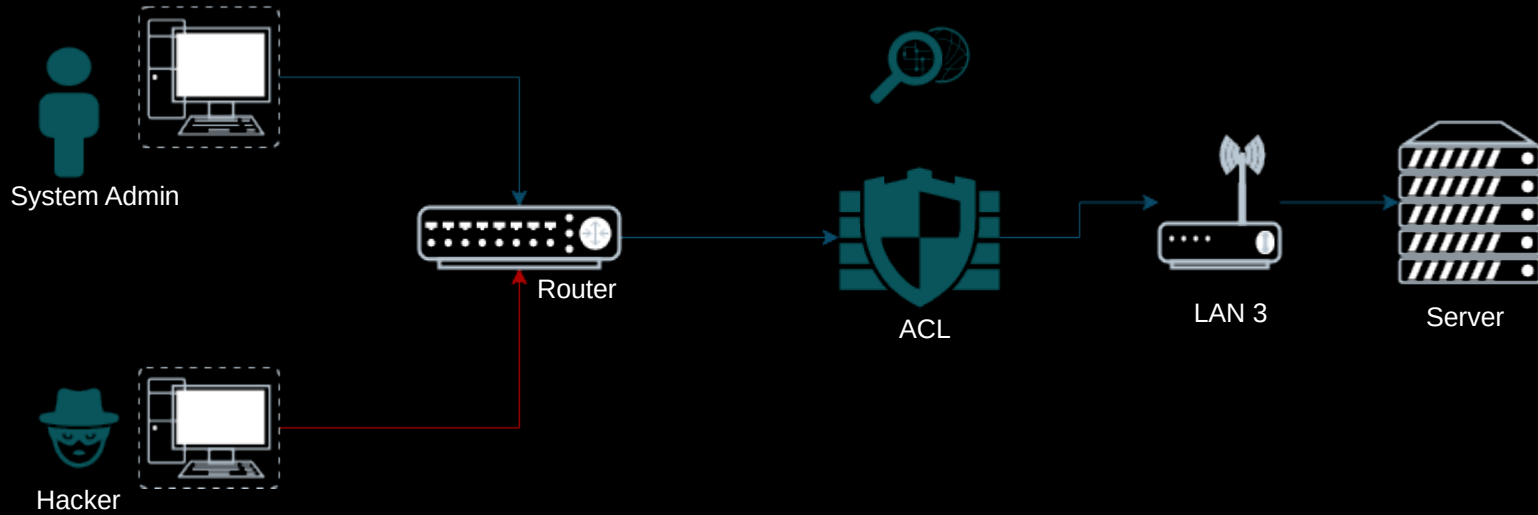 System Admin
Router
ACL
LAN 3
Server
Hacker